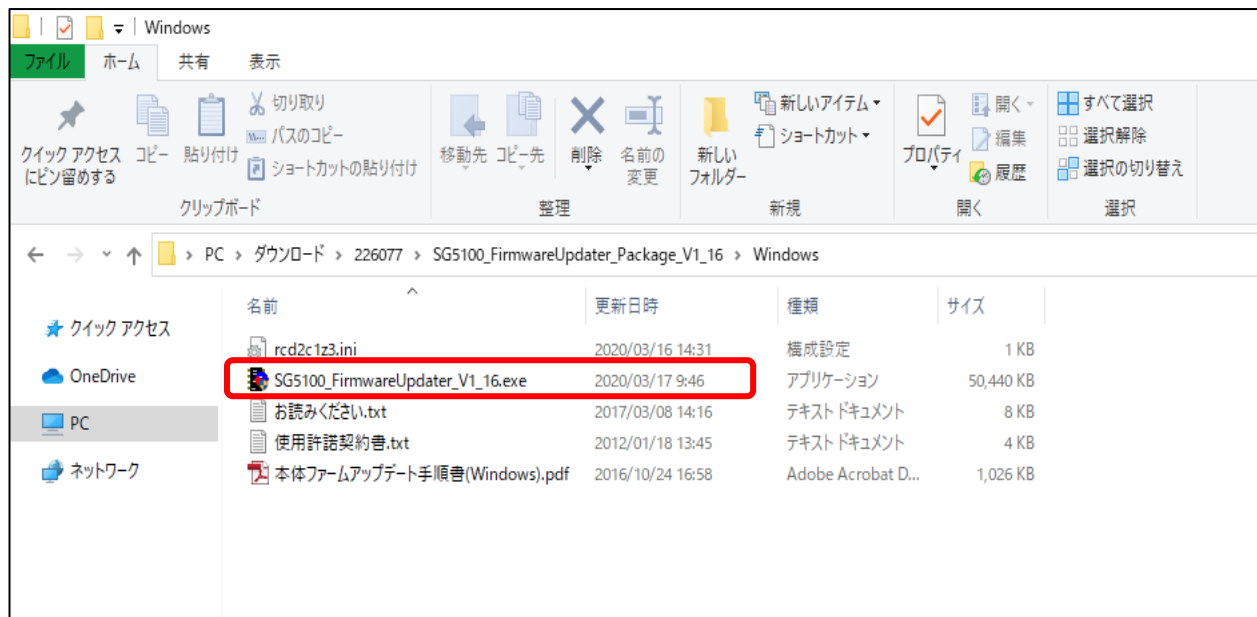 Windows
ファイル ホーム 共有 表示
クイック アクセス
にピン留めする
コピー
貼り付け
切り取り
パスのコピー
ショートカットの貼り付け
クリップボード
移動先
コピー先
削除
名前の
変更
整理
新しい
フォルダー
新しいアイテム
ショートカット
新規
プロパティ
開く
編集
履歴
開く
すべて選択
選択解除
選択の切り替え
選択
PC › ダウンロード › 226077 › SG5100_FirmwareUpdater_Package_V1_16 › Windows
クイック アクセス
OneDrive
PC
ネットワーク
名前 更新日時 種類 サイズ
rcd2c1z3.ini 2020/03/16 14:31 構成設定 1 KB
SG5100_FirmwareUpdater_V1_16.exe 2020/03/17 9:46 アプリケーション 50,440 KB
お読みください.txt 2017/03/08 14:16 テキスト ドキュメント 8 KB
使用許諾契約書.txt 2012/01/18 13:45 テキスト ドキュメント 4 KB
本体ファームアップデート手順書(Windows).pdf 2016/10/24 16:58 Adobe Acrobat D... 1,026 KB